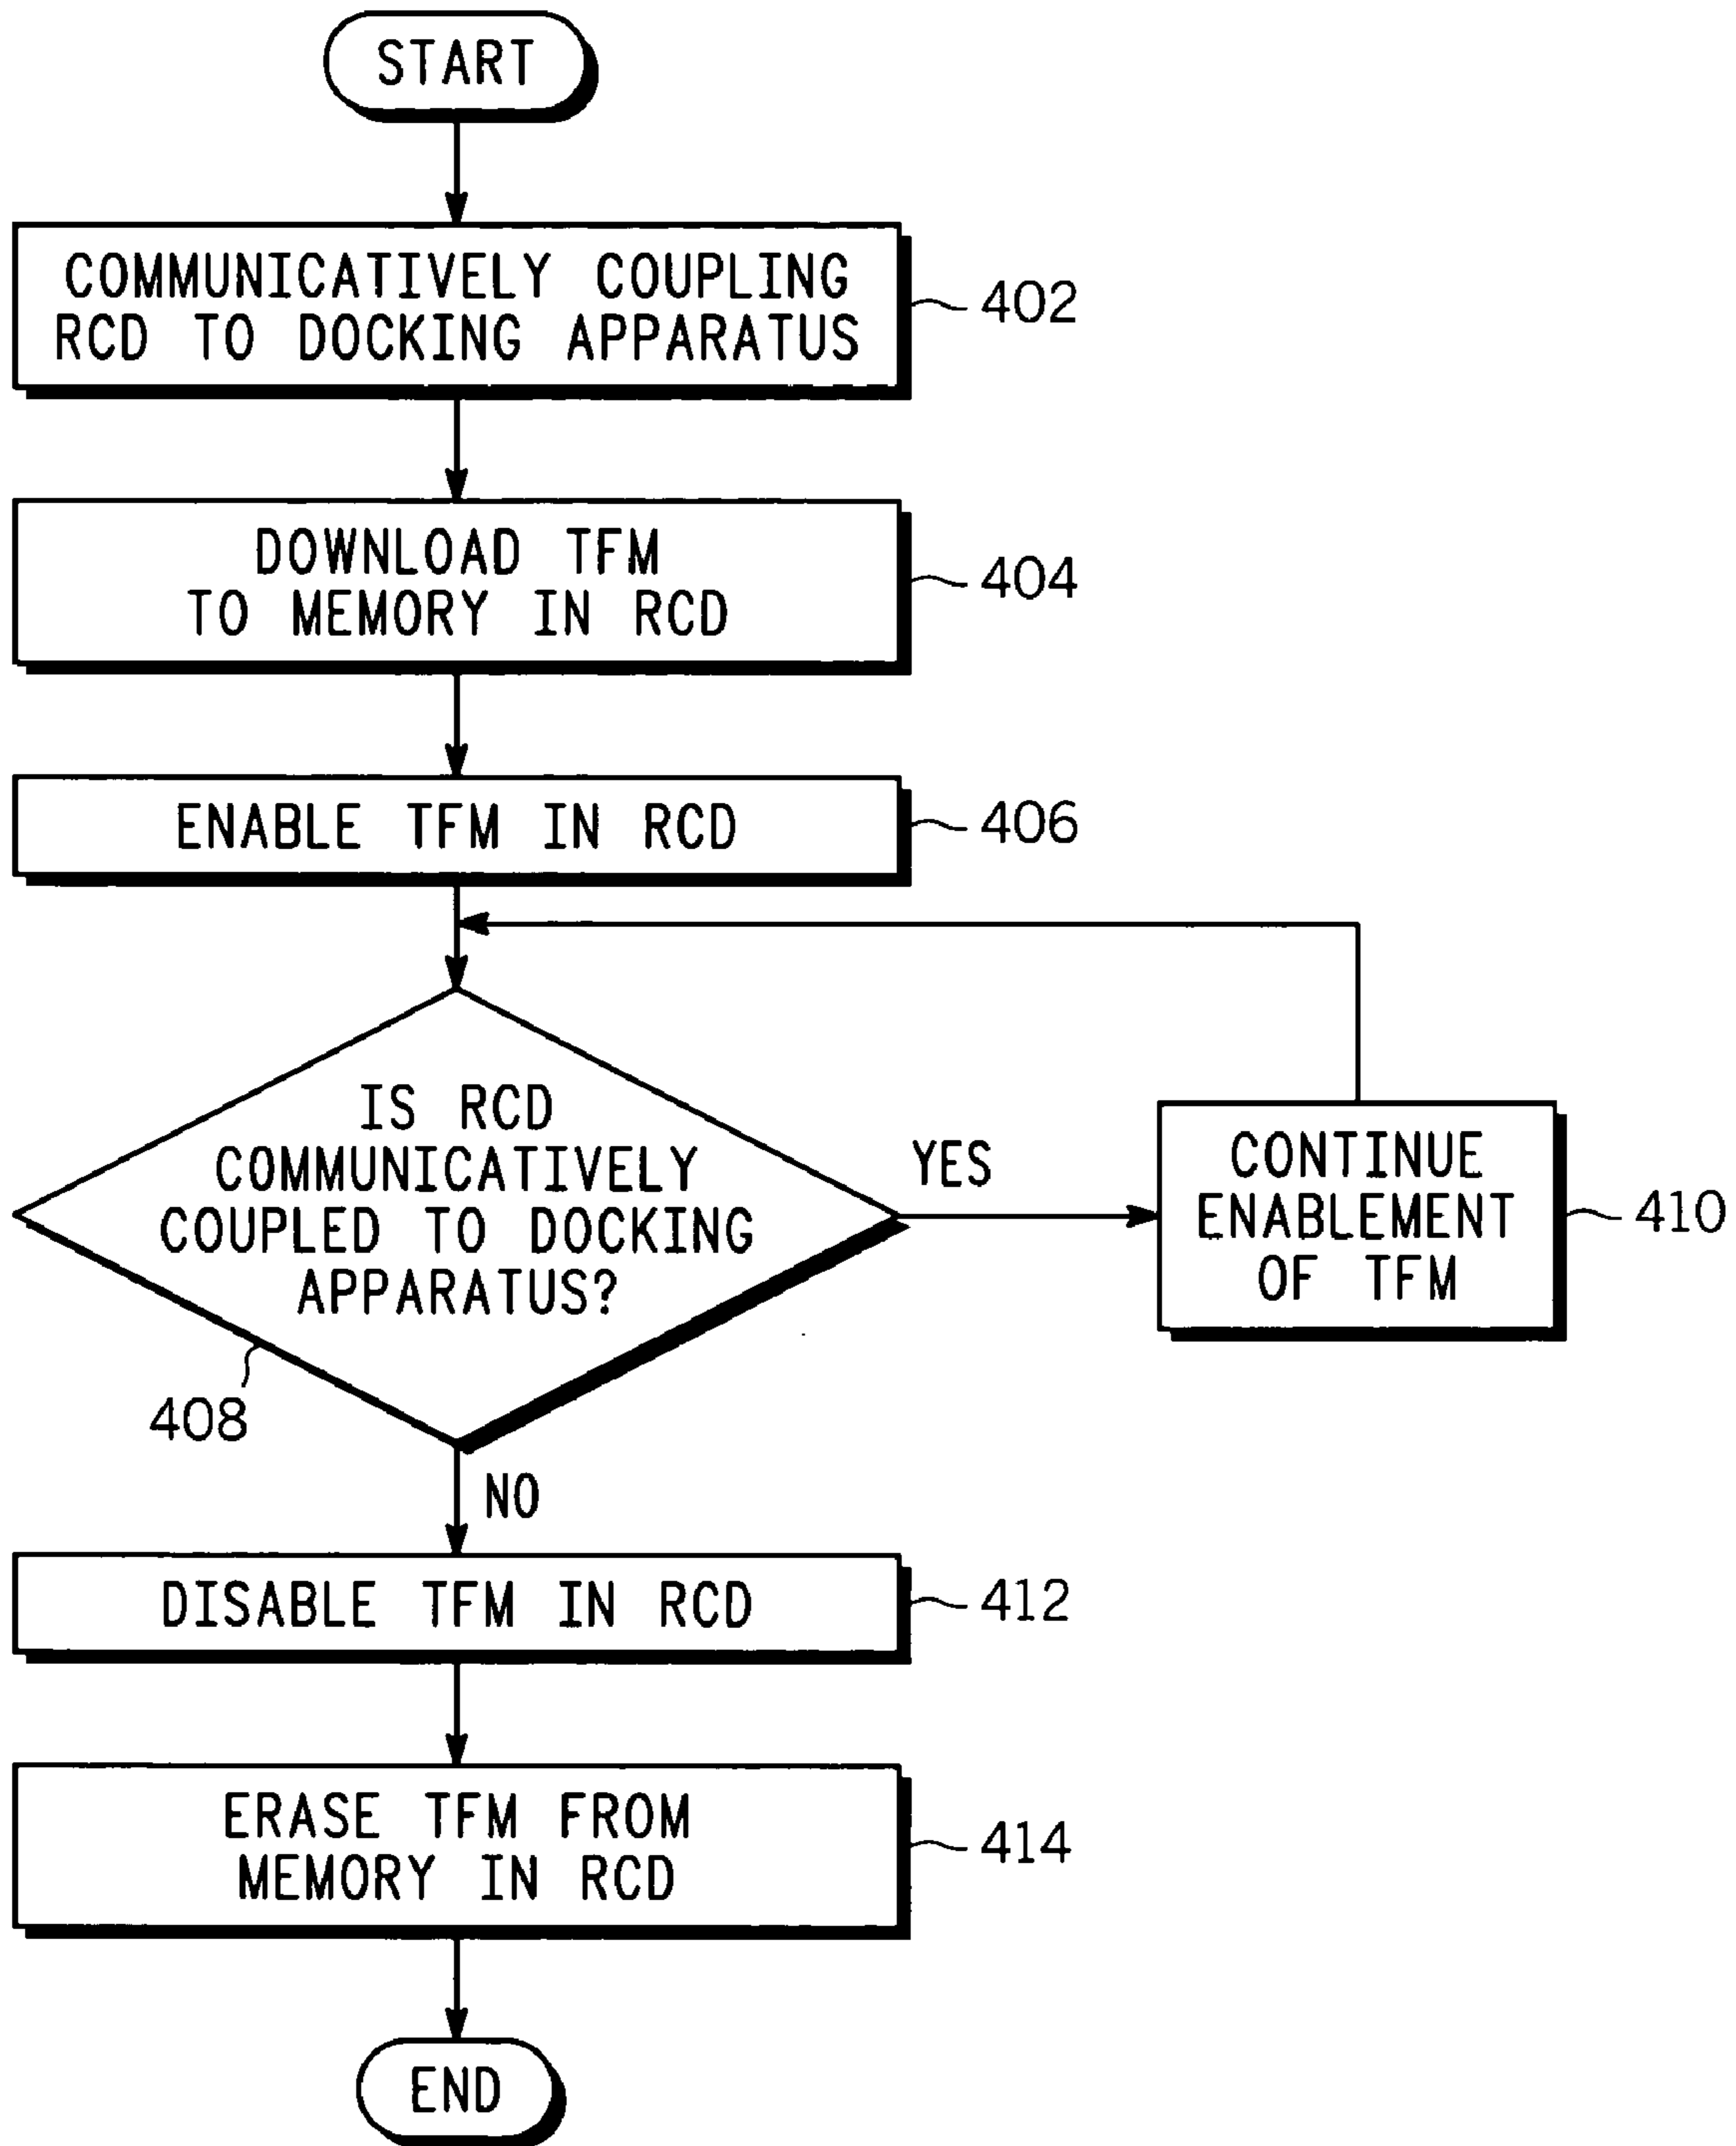 START
COMMUNICATIVELY COUPLING
RCD TO DOCKING APPARATUS
402
DOWNLOAD TFM
TO MEMORY IN RCD
404
ENABLE TFM IN RCD
406
IS RCD
COMMUNICATIVELY
COUPLED TO DOCKING
APPARATUS?
408
YES
CONTINUE
ENABLEMENT
OF TFM
410
NO
DISABLE TFM IN RCD
412
ERASE TFM FROM
MEMORY IN RCD
414
END